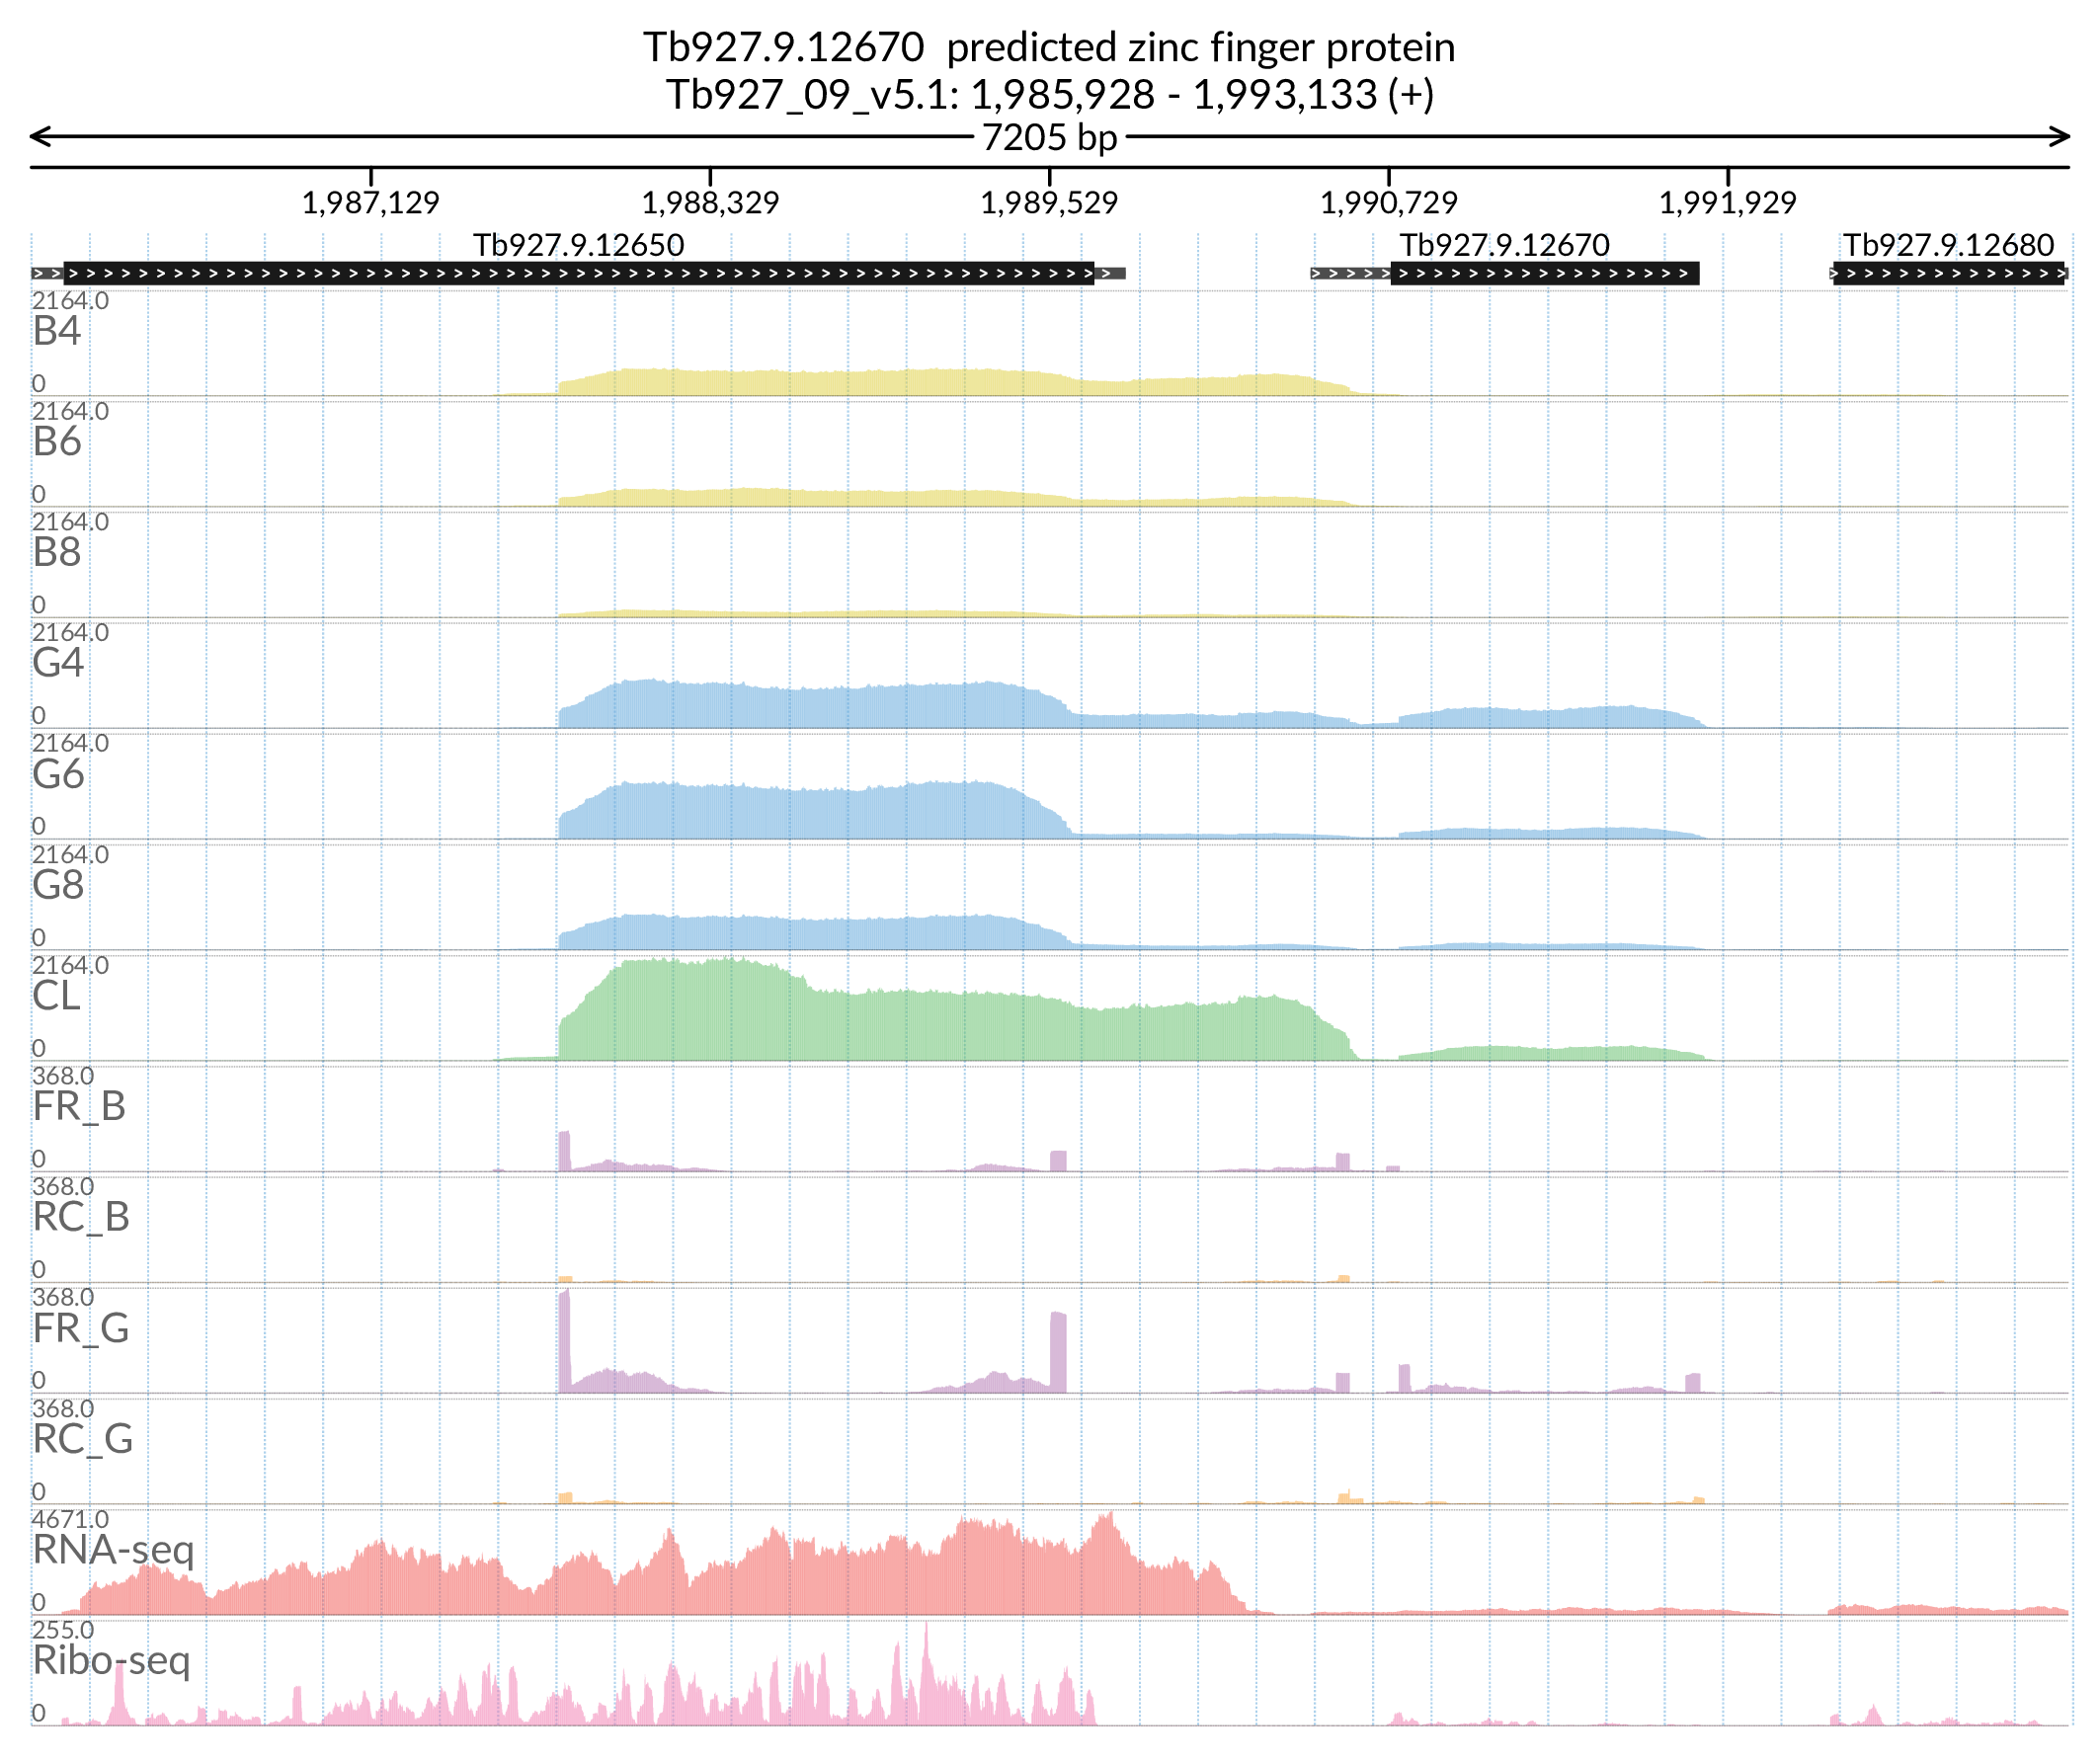 Tb927.9.12670 predicted zinc finger protein
Tb927_09_v5.1: 1,985,928 - 1,993,133 (+)
7205 bp
1,987,129 1,988,329 1,989,529 1,990,729 1,991,929
Tb927.9.12650 Tb927.9.12670 Tb927.9.12680
2164.0
B4
0
2164.0
B6
0
2164.0
B8
0
2164.0
G4
0
2164.0
G6
0
2164.0
G8
0
2164.0
CL
0
368.0
FR_B
0
368.0
RC_B
0
368.0
FR_G
0
368.0
RC_G
0
4671.0
RNA-seq
0
255.0
Ribo-seq
0